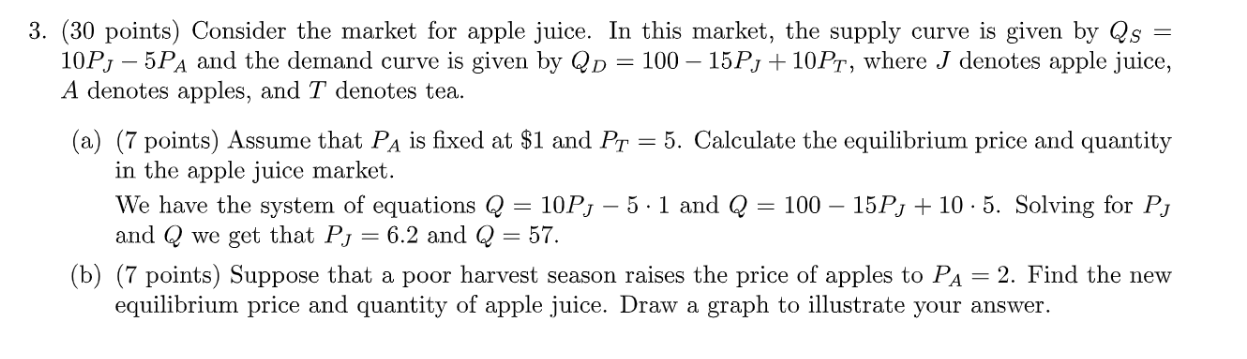 3. (30 points) Consider the market for apple juice. In this market, the supply curve is given by Q_S =
10P_J − 5P_A and the demand curve is given by Q_D = 100 − 15P_J + 10P_T, where J denotes apple juice,
A denotes apples, and T denotes tea.
(a) (7 points) Assume that P_A is fixed at $1 and P_T = 5. Calculate the equilibrium price and quantity
in the apple juice market.
We have the system of equations Q = 10P_J − 5 · 1 and Q = 100 − 15P_J + 10 · 5. Solving for P_J
and Q we get that P_J = 6.2 and Q = 57.
(b) (7 points) Suppose that a poor harvest season raises the price of apples to P_A = 2. Find the new
equilibrium price and quantity of apple juice. Draw a graph to illustrate your answer.